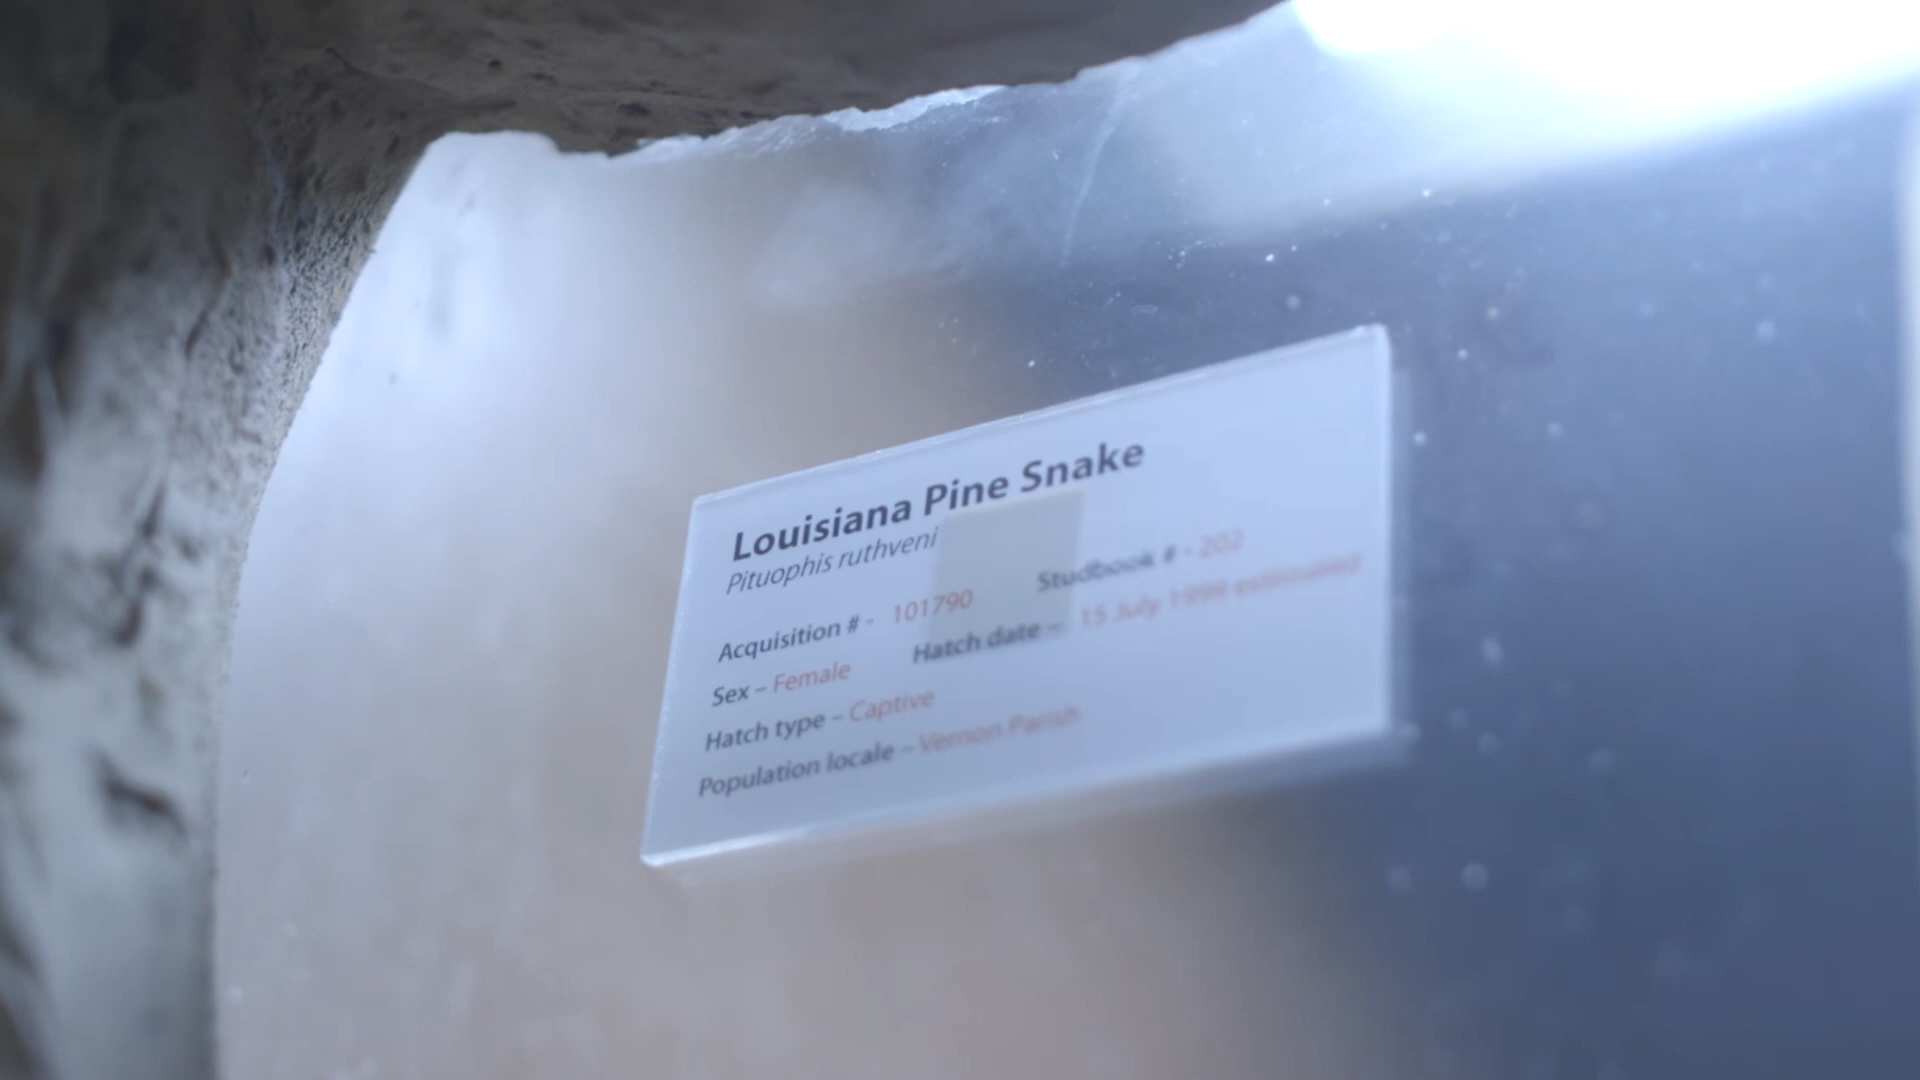 Louisiana Pine Snake
Pituophis ruthveni
Acquisition # - 101790 Studbook # - 202
Sex – Female Hatch date – 15 July 1999 estimated
Hatch type – Captive
Population locale – Vernon Parish